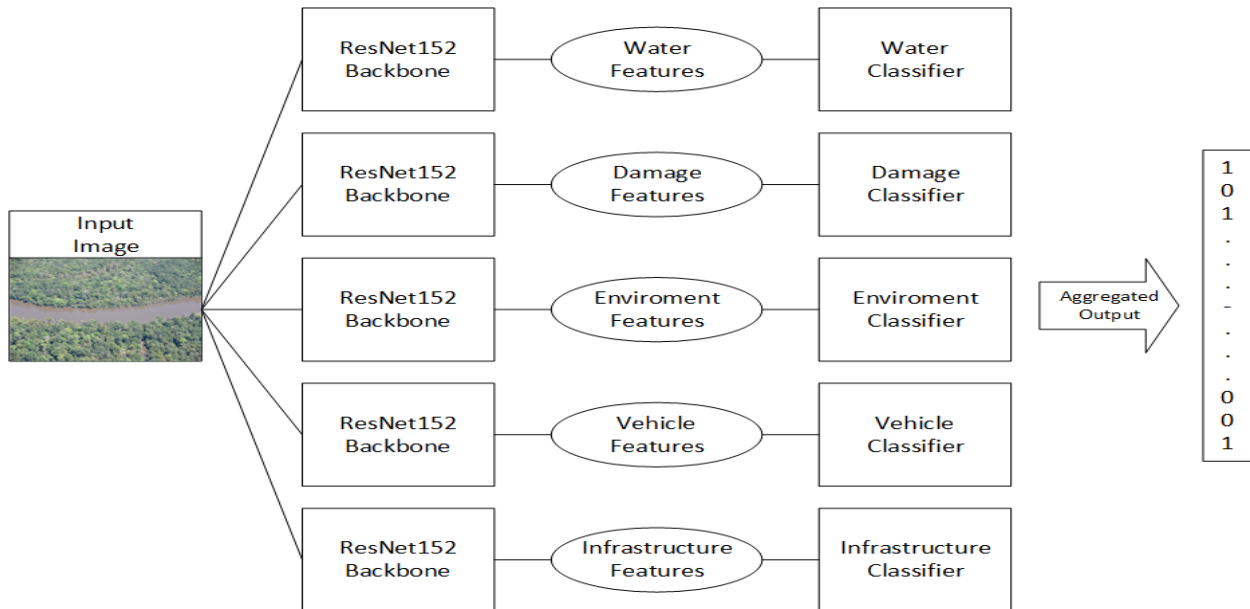 Input
Image
ResNet152
Backbone
Water
Features
Water
Classifier
ResNet152
Backbone
Damage
Features
Damage
Classifier
ResNet152
Backbone
Enviroment
Features
Enviroment
Classifier
ResNet152
Backbone
Vehicle
Features
Vehicle
Classifier
ResNet152
Backbone
Infrastructure
Features
Infrastructure
Classifier
Aggregated
Output
1
0
1
.
.
.
-
.
.
.
0
0
1